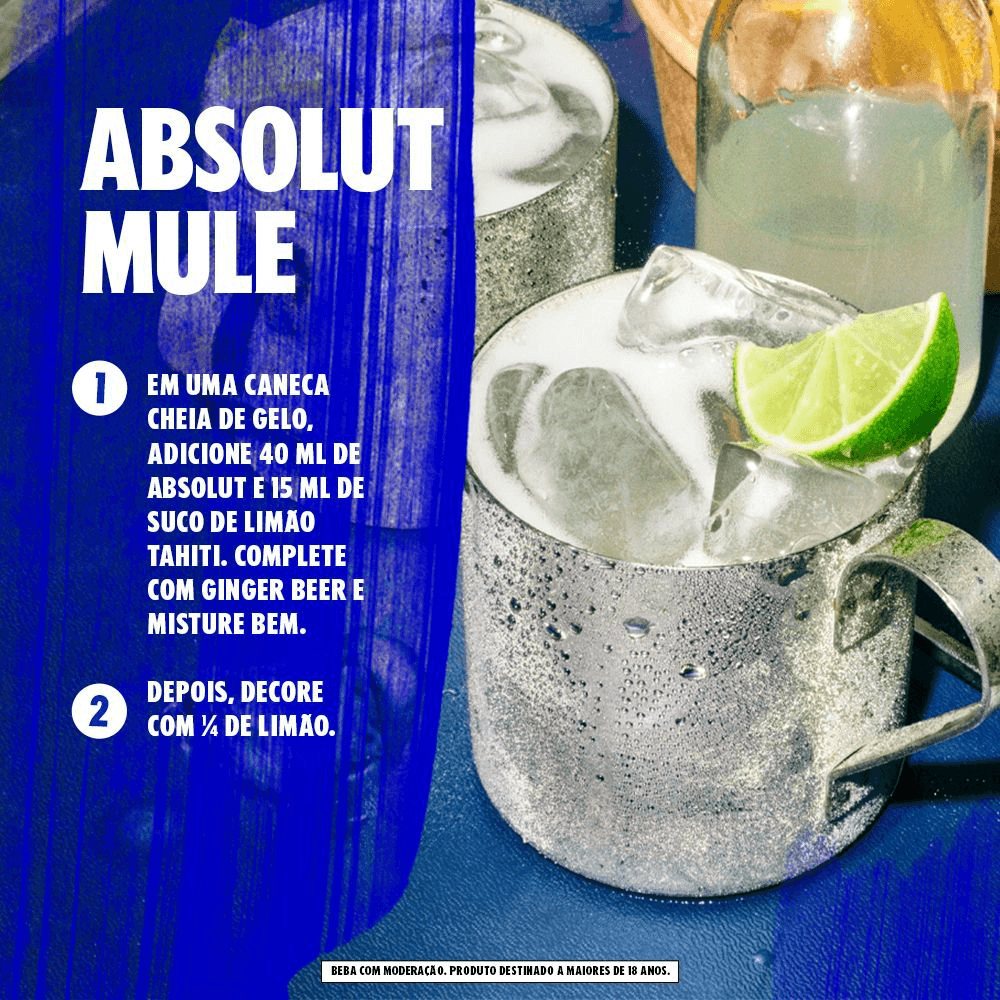 ABSOLUT
MULE
1
EM UMA CANECA
CHEIA DE GELO,
ADICIONE 40 ML DE
ABSOLUT E 15 ML DE
SUCO DE LIMÃO
TAHITI. COMPLETE
COM GINGER BEER E
MISTURE BEM.
2
DEPOIS, DECORE
COM ¼ DE LIMÃO.
BEBA COM MODERAÇÃO. PRODUTO DESTINADO A MAIORES DE 18 ANOS.